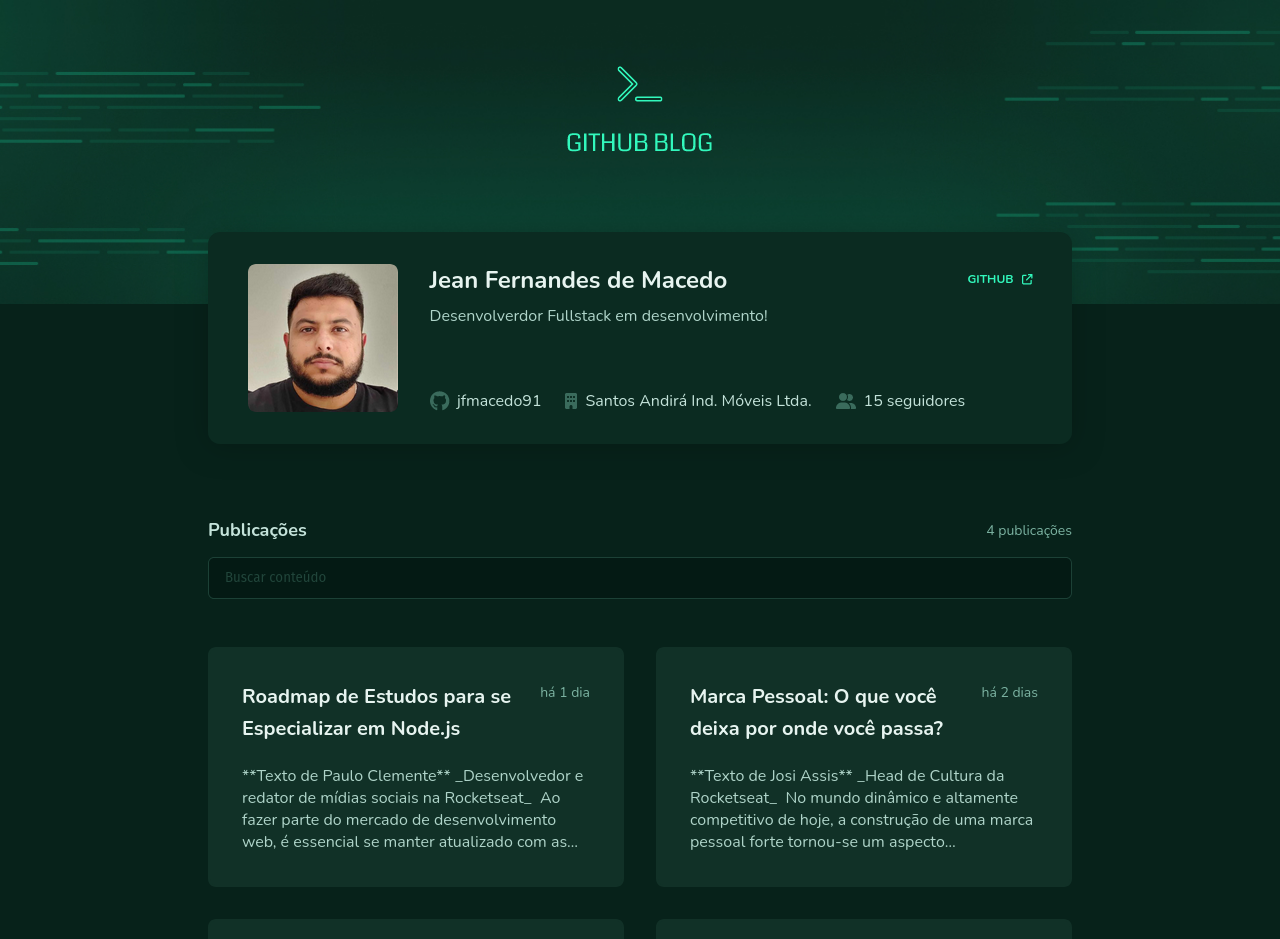 GITHUB BLOG
Jean Fernandes de Macedo
GITHUB
Desenvolverdor Fullstack em desenvolvimento!
jfmacedo91
Santos Andirá Ind. Móveis Ltda.
15 seguidores
Publicações
4 publicações
Buscar conteúdo
Roadmap de Estudos para se
Especializar em Node.js
há 1 dia
**Texto de Paulo Clemente** _Desenvolvedor e
redator de mídias sociais na Rocketseat_  Ao
fazer parte do mercado de desenvolvimento
web, é essencial se manter atualizado com as...
Marca Pessoal: O que você
deixa por onde você passa?
há 2 dias
**Texto de Josi Assis** _Head de Cultura da
Rocketseat_  No mundo dinâmico e altamente
competitivo de hoje, a construção de uma marca
pessoal forte tornou-se um aspecto...